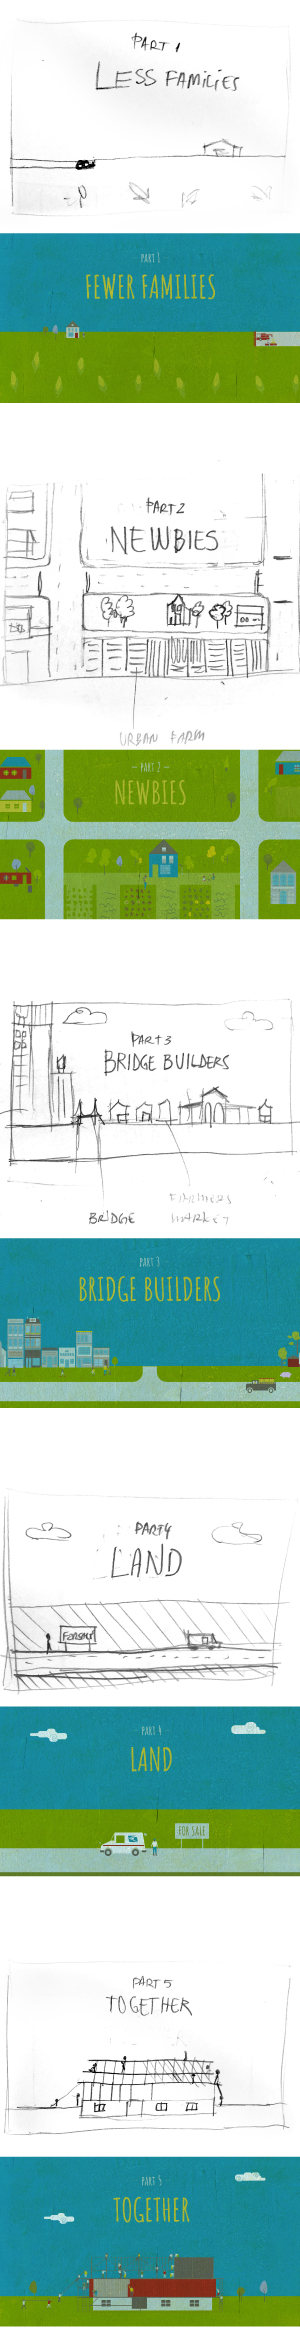 PART 1
LESS FAMILIES
PART 1
FEWER FAMILIES
PART 2
NEWBIES
URBAN FARM
– PART 2 –
NEWBIES
PART 3
BRIDGE BUILDERS
FARMERS
BRIDGE MARKET
PART 3
BRIDGE BUILDERS
PART 4
LAND
FORSALE
– PART 4 –
LAND
FOR SALE
PART 5
TOGETHER
PART 5
TOGETHER